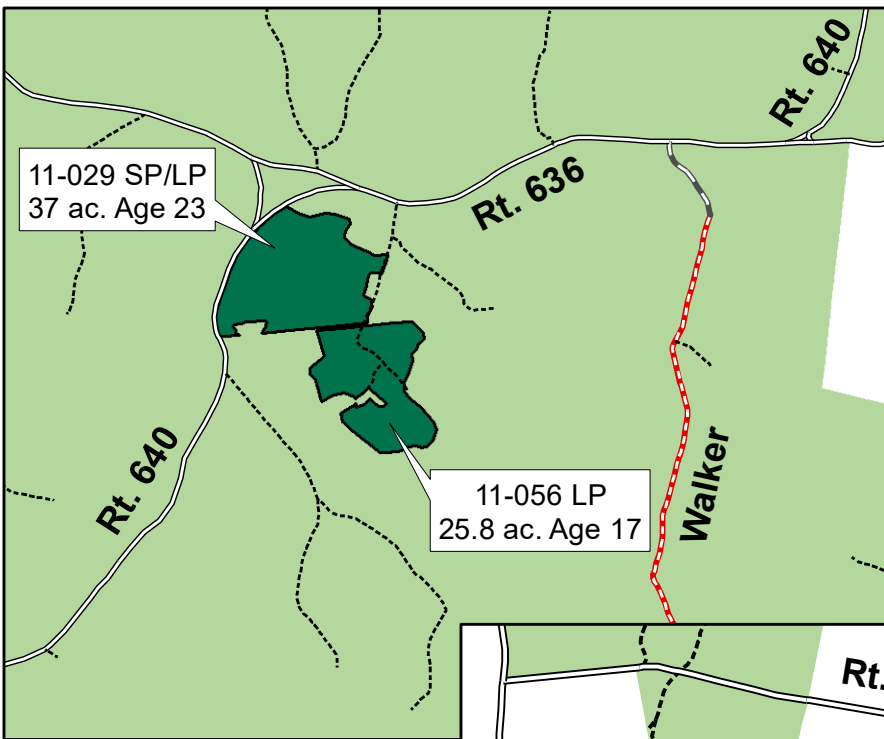 Rt. 640
11-029 SP/LP
37 ac. Age 23
Rt. 636
Rt. 640
Walker
11-056 LP
25.8 ac. Age 17
Rt.